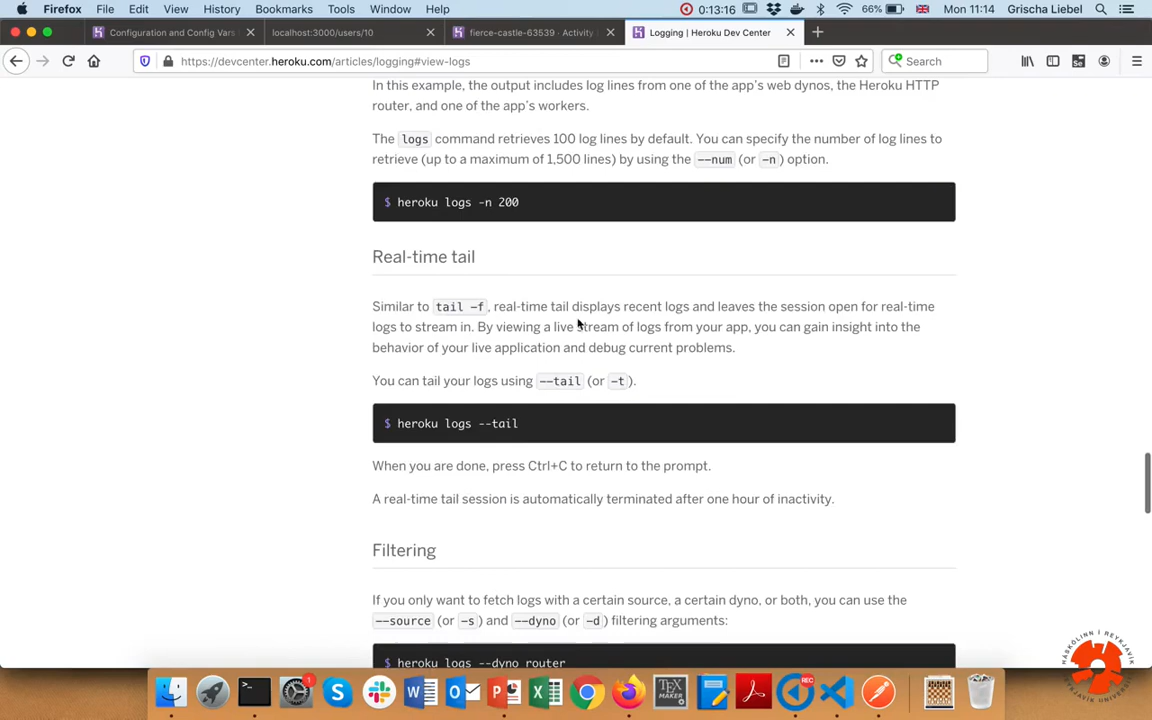 Firefox File Edit View History Bookmarks Tools Window Help 0:13:16 66% Mon 11:14 Grischa Liebel
Configuration and Config Vars localhost:3000/users/10 fierce-castle-63539 · Activity Logging | Heroku Dev Center
https://devcenter.heroku.com/articles/logging#view-logs Search
In this example, the output includes log lines from one of the app's web dynos, the Heroku HTTP
router, and one of the app's workers.
The logs command retrieves 100 log lines by default. You can specify the number of log lines to
retrieve (up to a maximum of 1,500 lines) by using the --num (or -n) option.
$ heroku logs -n 200
Real-time tail
Similar to tail -f, real-time tail displays recent logs and leaves the session open for real-time
logs to stream in. By viewing a live stream of logs from your app, you can gain insight into the
behavior of your live application and debug current problems.
You can tail your logs using --tail (or -t).
$ heroku logs --tail
When you are done, press Ctrl+C to return to the prompt.
A real-time tail session is automatically terminated after one hour of inactivity.
Filtering
If you only want to fetch logs with a certain source, a certain dyno, or both, you can use the
--source (or -s) and --dyno (or -d) filtering arguments:
$ heroku logs --dyno router